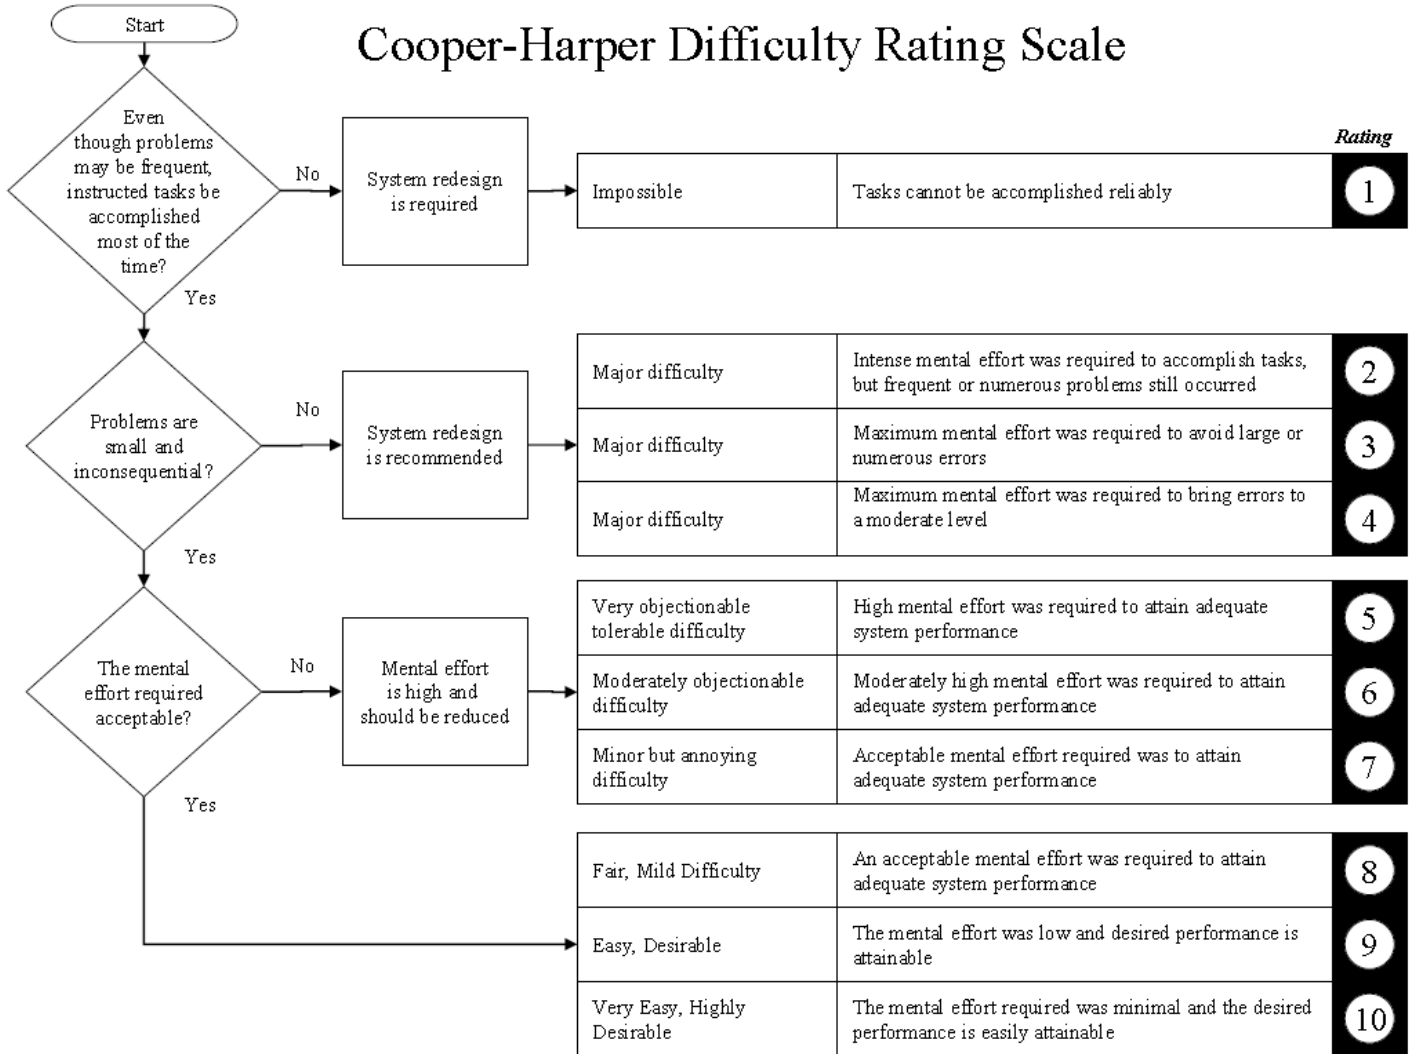 Start
Cooper-Harper Difficulty Rating Scale
Even
though problems
may be frequent,
instructed tasks be
accomplished
most of the
time?
No
System redesign
is required
Rating
Impossible
Tasks cannot be accomplished reliably
1
Yes
Problems are
small and
inconsequential?
No
System redesign
is recommended
Major difficulty
Intense mental effort was required to accomplish tasks,
but frequent or numerous problems still occurred
2
Major difficulty
Maximum mental effort was required to avoid large or
numerous errors
3
Major difficulty
Maximum mental effort was required to bring errors to
a moderate level
4
Yes
The mental
effort required
acceptable?
No
Mental effort
is high and
should be reduced
Very objectionable
tolerable difficulty
High mental effort was required to attain adequate
system performance
5
Moderately objectionable
difficulty
Moderately high mental effort was required to attain
adequate system performance
6
Minor but annoying
difficulty
Acceptable mental effort required was to attain
adequate system performance
7
Yes
Fair, Mild Difficulty
An acceptable mental effort was required to attain
adequate system performance
8
Easy, Desirable
The mental effort was low and desired performance is
attainable
9
Very Easy, Highly
Desirable
The mental effort required was minimal and the desired
performance is easily attainable
10